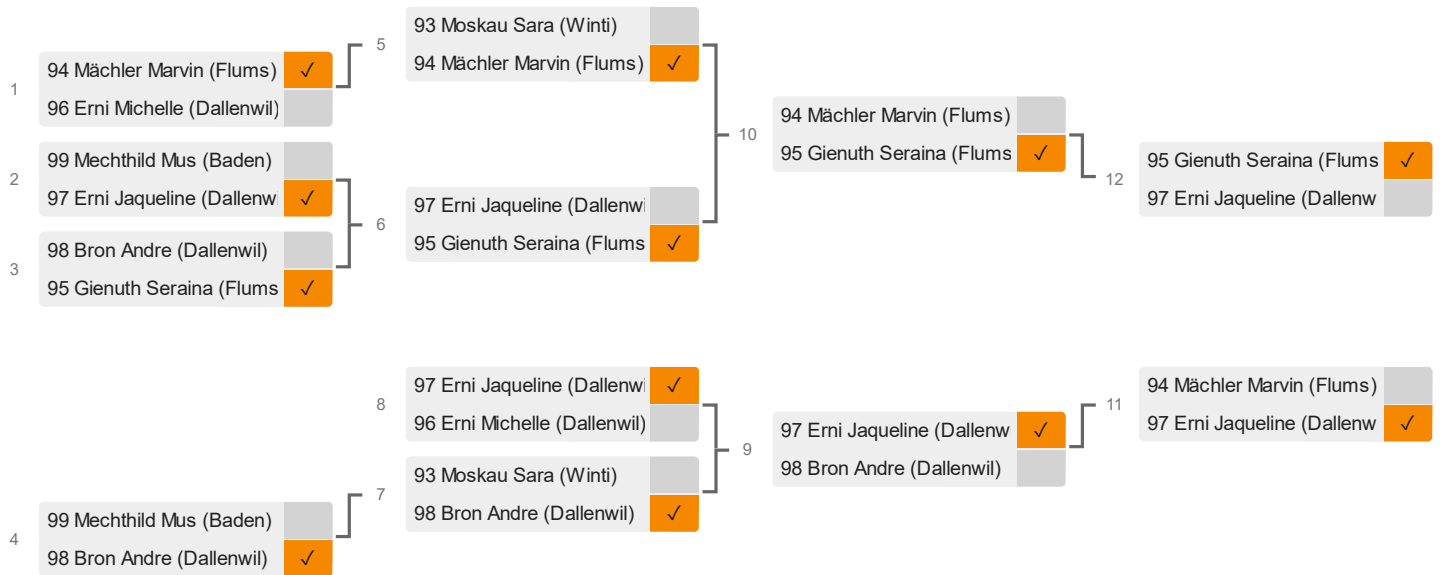 93 Moskau Sara (Winti)
5
94 Mächler Marvin (Flums) ✓
94 Mächler Marvin (Flums) ✓
1
96 Erni Michelle (Dallenwil)
94 Mächler Marvin (Flums)
10
95 Gienuth Seraina (Flums ✓
99 Mechthild Mus (Baden)
2
97 Erni Jaqueline (Dallenwi ✓
95 Gienuth Seraina (Flums ✓
12
97 Erni Jaqueline (Dallenw
97 Erni Jaqueline (Dallenwi
6
95 Gienuth Seraina (Flums ✓
98 Bron Andre (Dallenwil)
3
95 Gienuth Seraina (Flums ✓
97 Erni Jaqueline (Dallenwi ✓
8
96 Erni Michelle (Dallenwil)
94 Mächler Marvin (Flums)
11
97 Erni Jaqueline (Dallenw ✓
97 Erni Jaqueline (Dallenw ✓
9
98 Bron Andre (Dallenwil)
93 Moskau Sara (Winti)
7
98 Bron Andre (Dallenwil) ✓
99 Mechthild Mus (Baden)
4
98 Bron Andre (Dallenwil) ✓